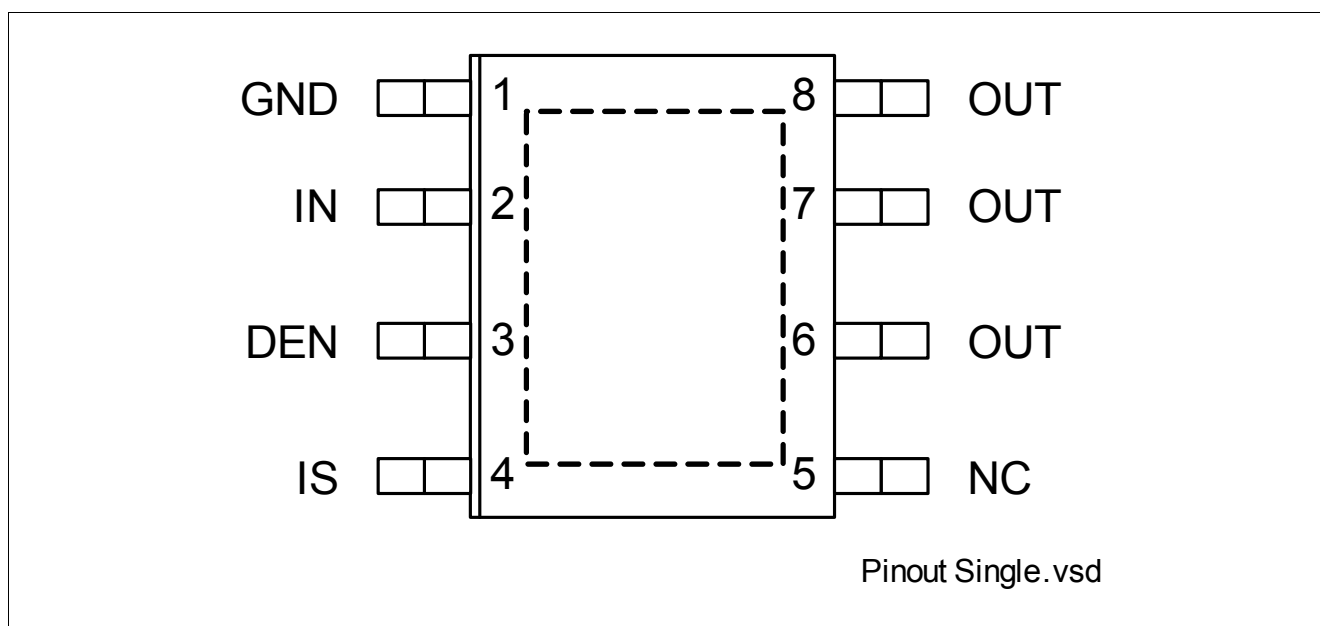 GND 1 8 OUT
IN 2 7 OUT
DEN 3 6 OUT
IS 4 5 NC
Pinout Single.vsd